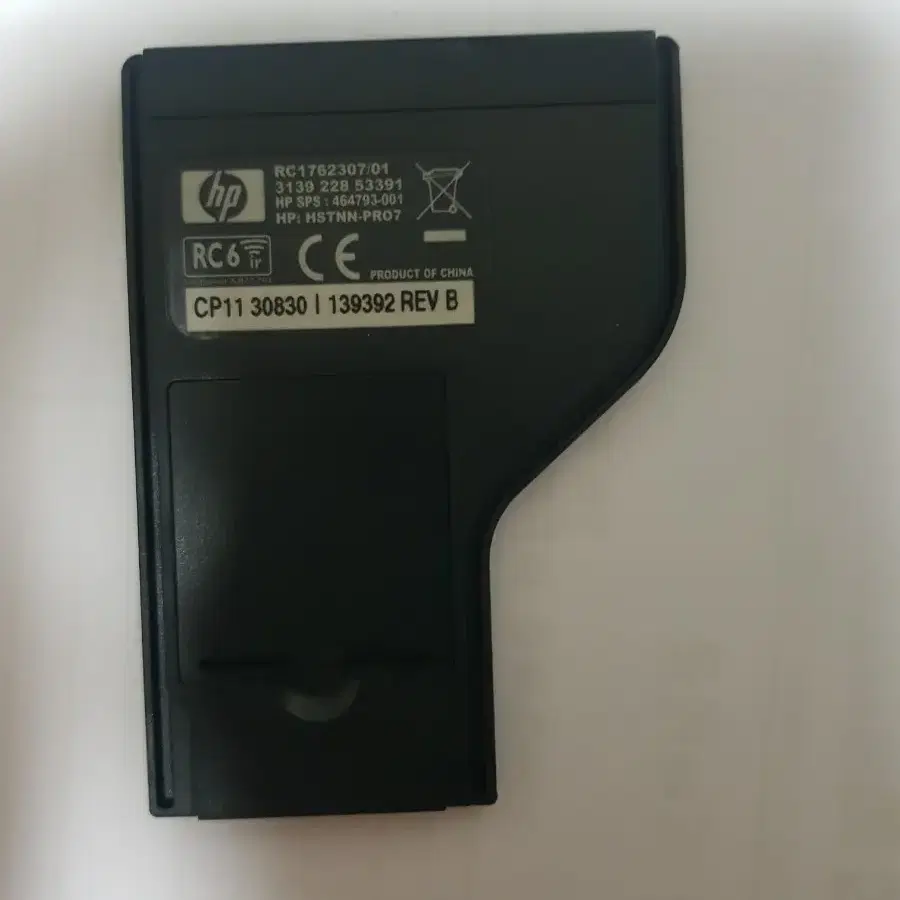 hp
RC1762307/01
3139 228 53391
HP SPS : 464793-001
HP: HSTNN-PRO7
RC6 ir
CE
PRODUCT OF CHINA
CP11 30830 I 139392 REV B